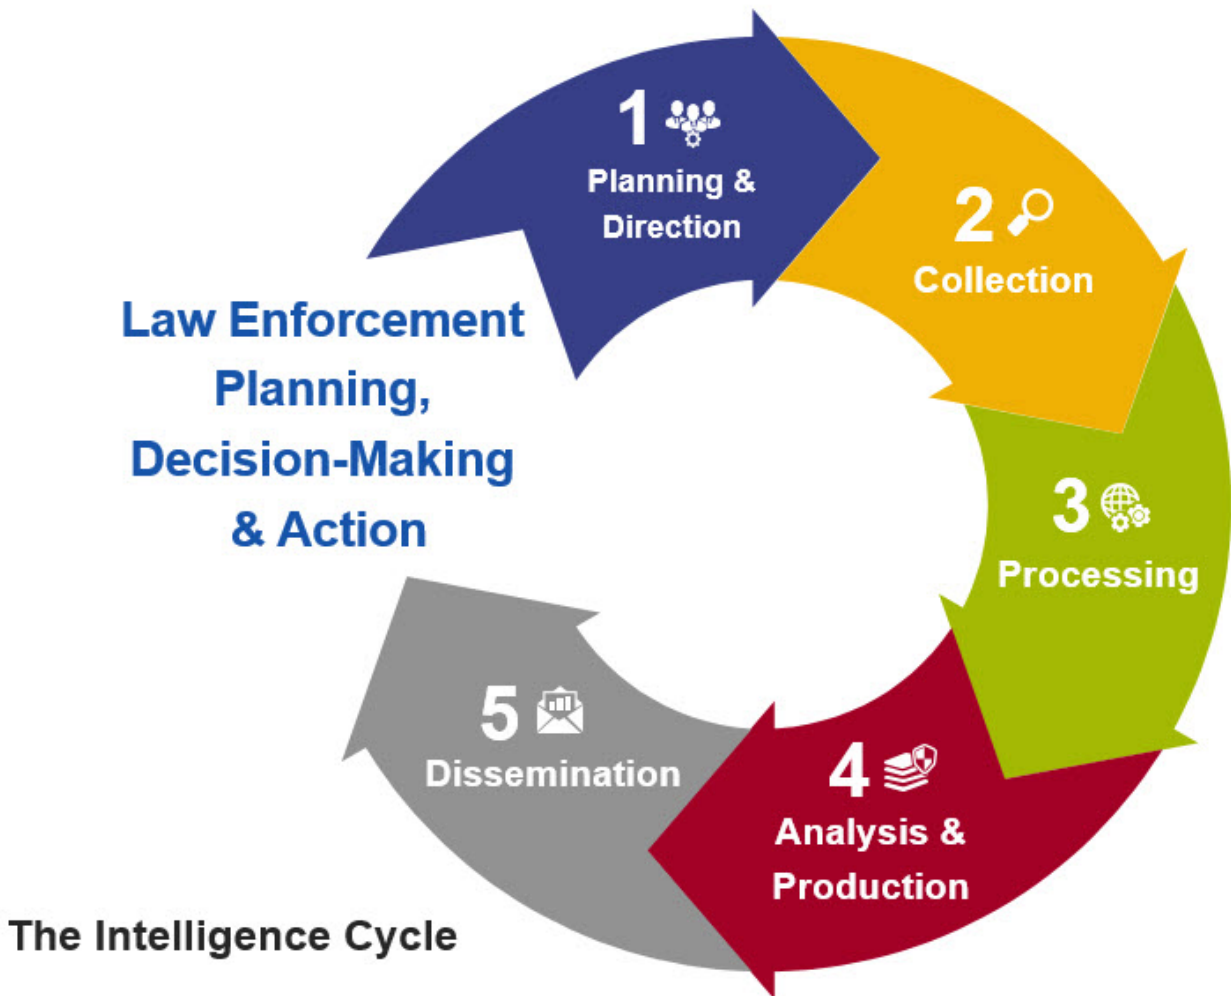 1
Planning &
Direction
2
Collection
3
Processing
4
Analysis &
Production
5
Dissemination
Law Enforcement
Planning,
Decision-Making
& Action
The Intelligence Cycle